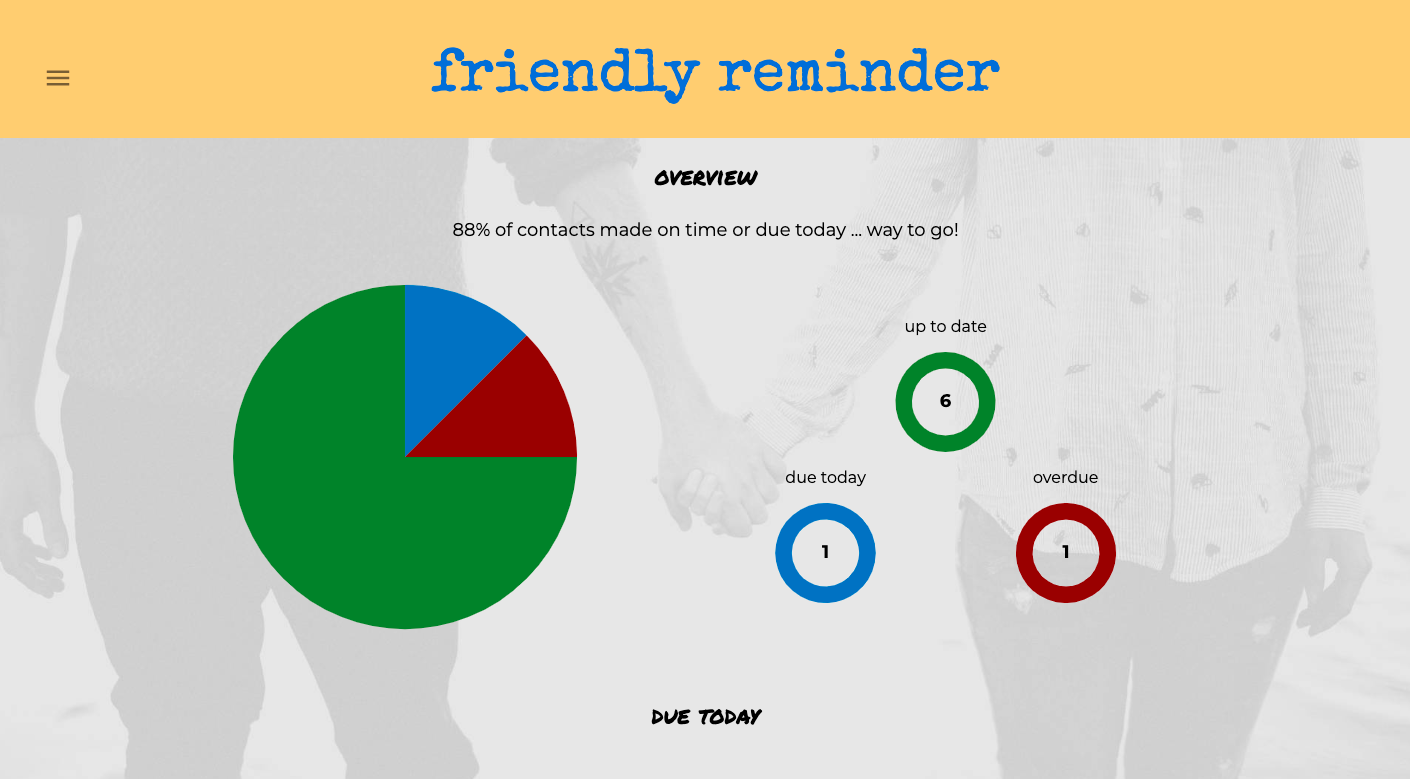 friendly reminder
OVERVIEW
88% of contacts made on time or due today ... way to go!
up to date
6
due today
overdue
1
1
DUE TODAY